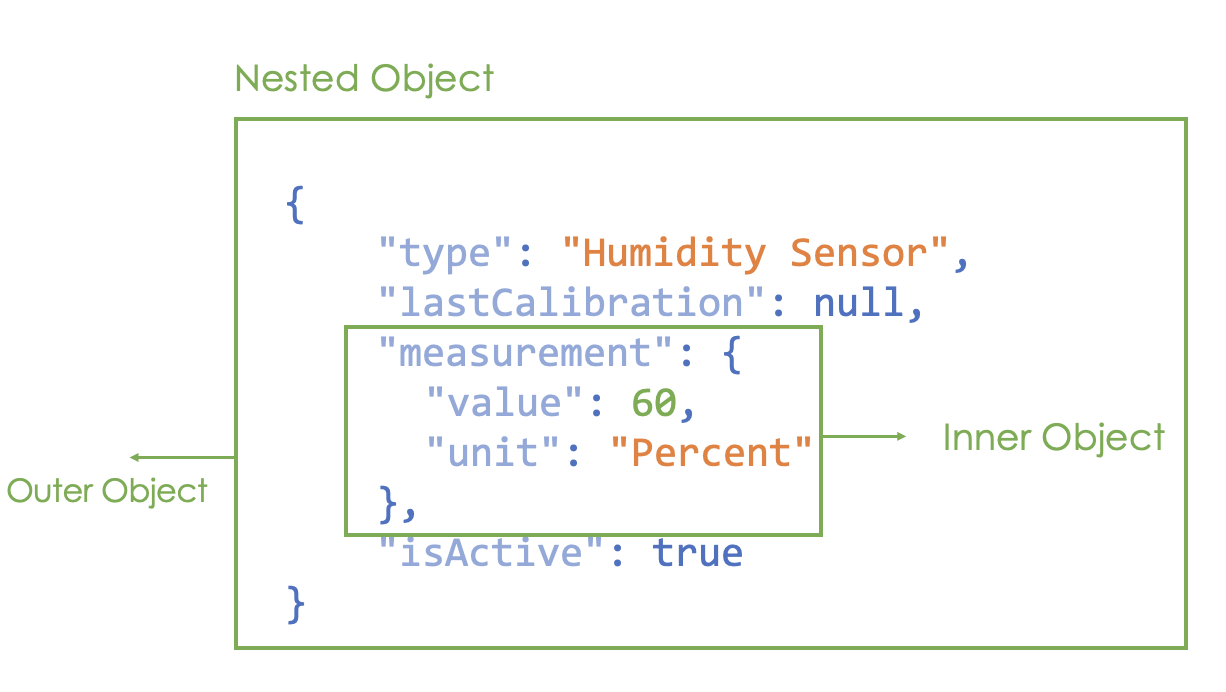 Nested Object
{
"type": "Humidity Sensor",
"lastCalibration": null,
"measurement": {
"value": 60,
"unit": "Percent"
},
"isActive": true
}
Inner Object
Outer Object